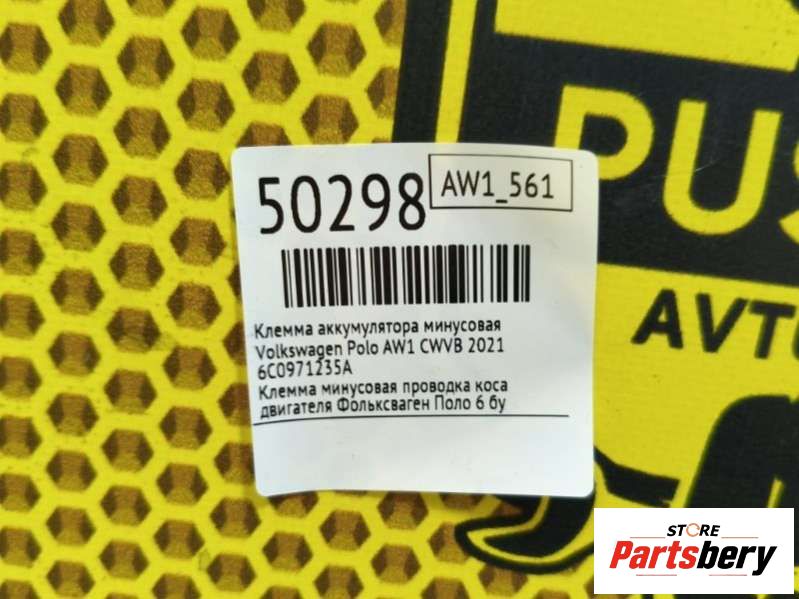 PUS
AVTO
50298
AW1_561
Клемма аккумулятора минусовая
Volkswagen Polo AW1 CWVB 2021
6C0971235A
Клемма минусовая проводка коса
двигателя Фольксваген Поло 6 бу
STORE
Partsbery